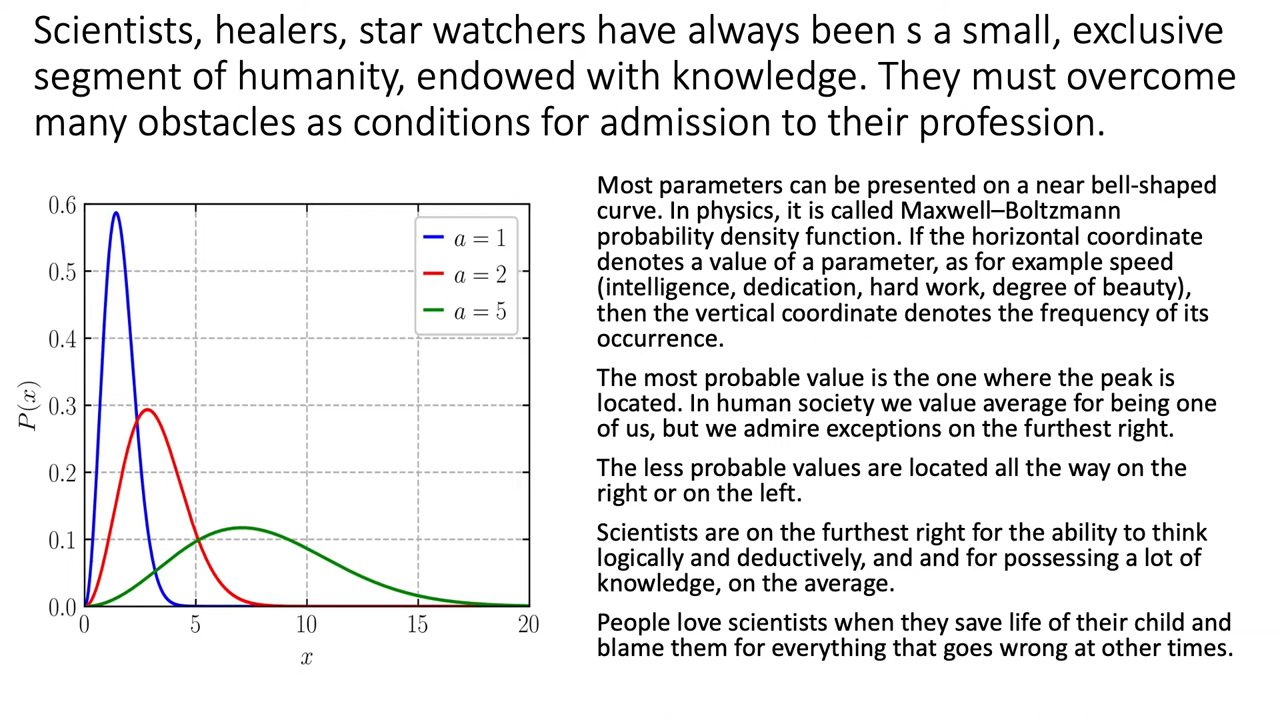 Scientists, healers, star watchers have always been s a small, exclusive
segment of humanity, endowed with knowledge. They must overcome
many obstacles as conditions for admission to their profession.
0.6
0.5
0.4
0.3
0.2
0.1
0.0
P(x)
0 5 10 15 20
x
a = 1
a = 2
a = 5
Most parameters can be presented on a near bell-shaped
curve. In physics, it is called Maxwell–Boltzmann
probability density function. If the horizontal coordinate
denotes a value of a parameter, as for example speed
(intelligence, dedication, hard work, degree of beauty),
then the vertical coordinate denotes the frequency of its
occurrence.
The most probable value is the one where the peak is
located. In human society we value average for being one
of us, but we admire exceptions on the furthest right.
The less probable values are located all the way on the
right or on the left.
Scientists are on the furthest right for the ability to think
logically and deductively, and and for possessing a lot of
knowledge, on the average.
People love scientists when they save life of their child and
blame them for everything that goes wrong at other times.